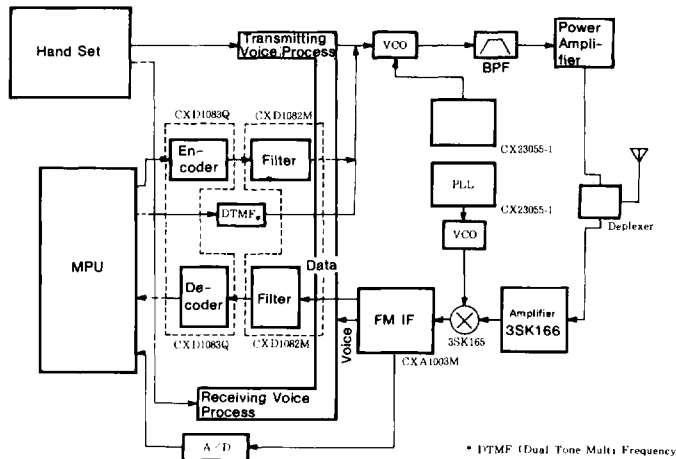 Hand Set
Transmitting
Voice Process
VCO
BPF
Power
Ampli-
fier
CXD1083Q
CXD1082M
En-
coder
Filter
CX23055-1
PLL
CX23055-1
DTMF*
VCO
Deplexer
MPU
Data
De-
coder
Filter
FM IF
3SK165
Amplifier
3SK166
CXD1083Q
CXD1082M
Voice
CXA1003M
Receiving Voice
Process
A/D
* DTMF (Dual Tone Multi Frequency